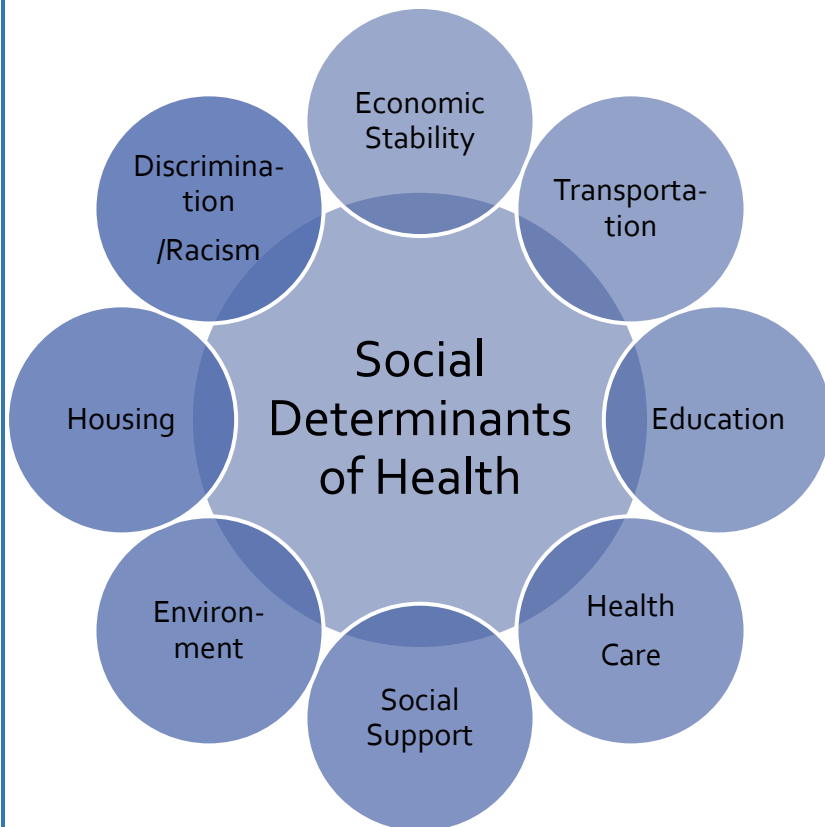 Economic
Stability
Transporta-
tion
Education
Health
Care
Social
Support
Environ-
ment
Housing
Discrimina-
tion
/Racism
Social
Determinants
of Health